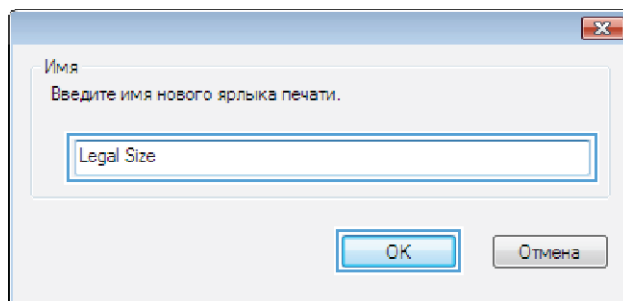 Имя
Введите имя нового ярлыка печати.
Legal Size
OK
Отмена